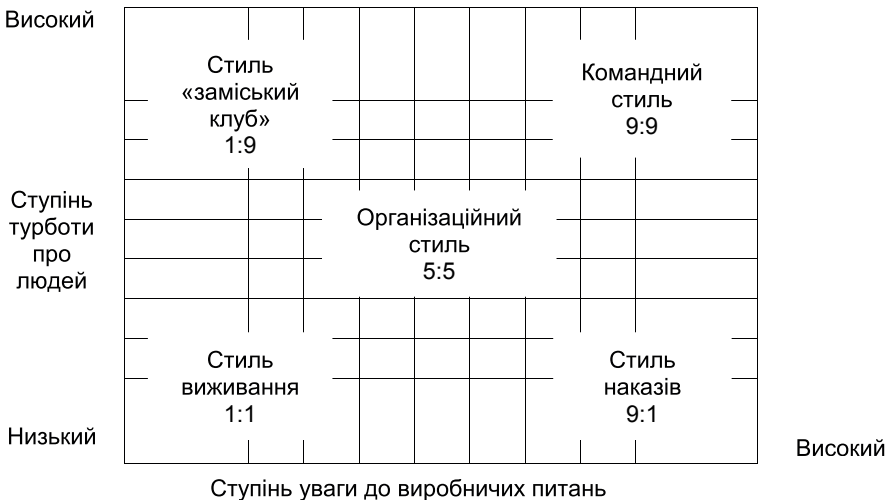 Високий
Стиль
«заміський
клуб»
1:9
Командний
стиль
9:9
Ступінь
турботи
про
людей
Організаційний
стиль
5:5
Стиль
виживання
1:1
Стиль
наказів
9:1
Низький
Високий
Ступінь уваги до виробничих питань